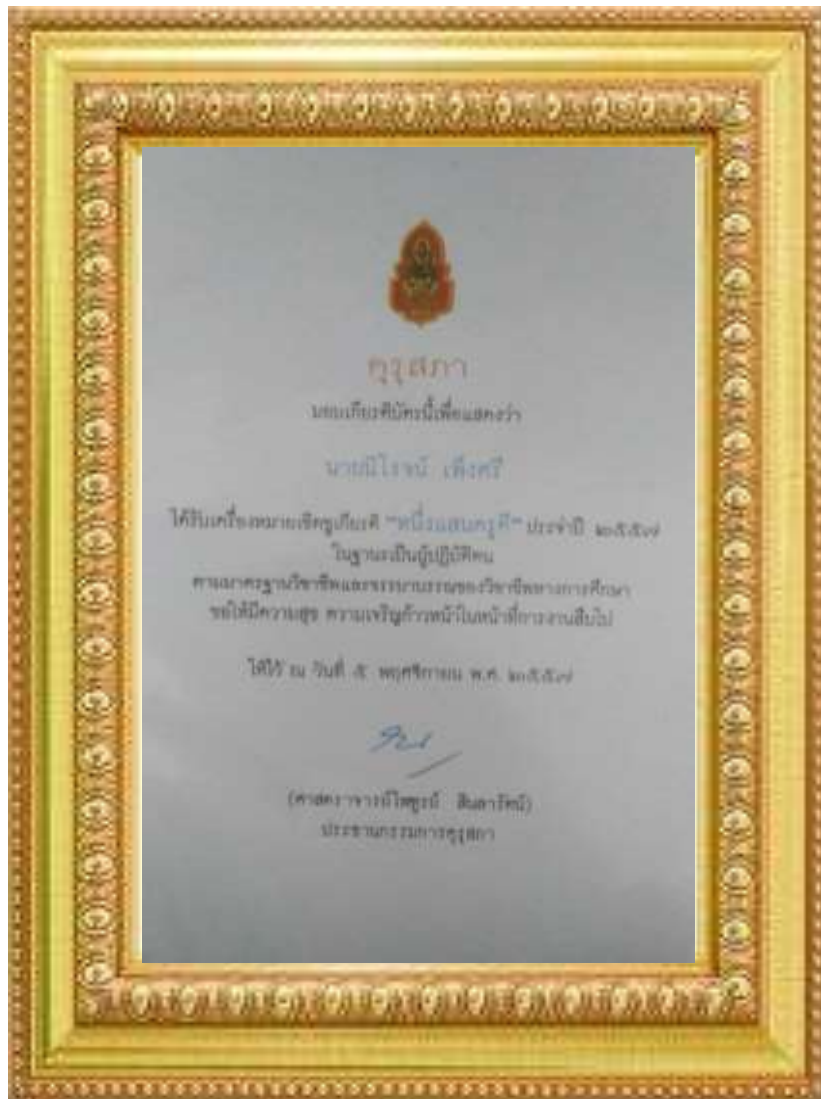 คุรุสภา
มอบเกียรติบัตรนี้เพื่อแสดงว่า
นายนิโรจน์ เพ็งศรี
ได้รับเครื่องหมายเชิดชูเกียรติ "หนึ่งแสนครูดี" ประจำปี ๒๕๕๗
ในฐานะเป็นผู้ปฏิบัติตน
ตามมาตรฐานวิชาชีพและจรรยาบรรณของวิชาชีพทางการศึกษา
ขอให้มีความสุข ความเจริญก้าวหน้าในหน้าที่การงานสืบไป
ให้ไว้ ณ วันที่ ๕ พฤศจิกายน พ.ศ. ๒๕๕๗
(ศาสตราจารย์ไพฑูรย์ สินลารัตน์)
ประธานกรรมการคุรุสภา